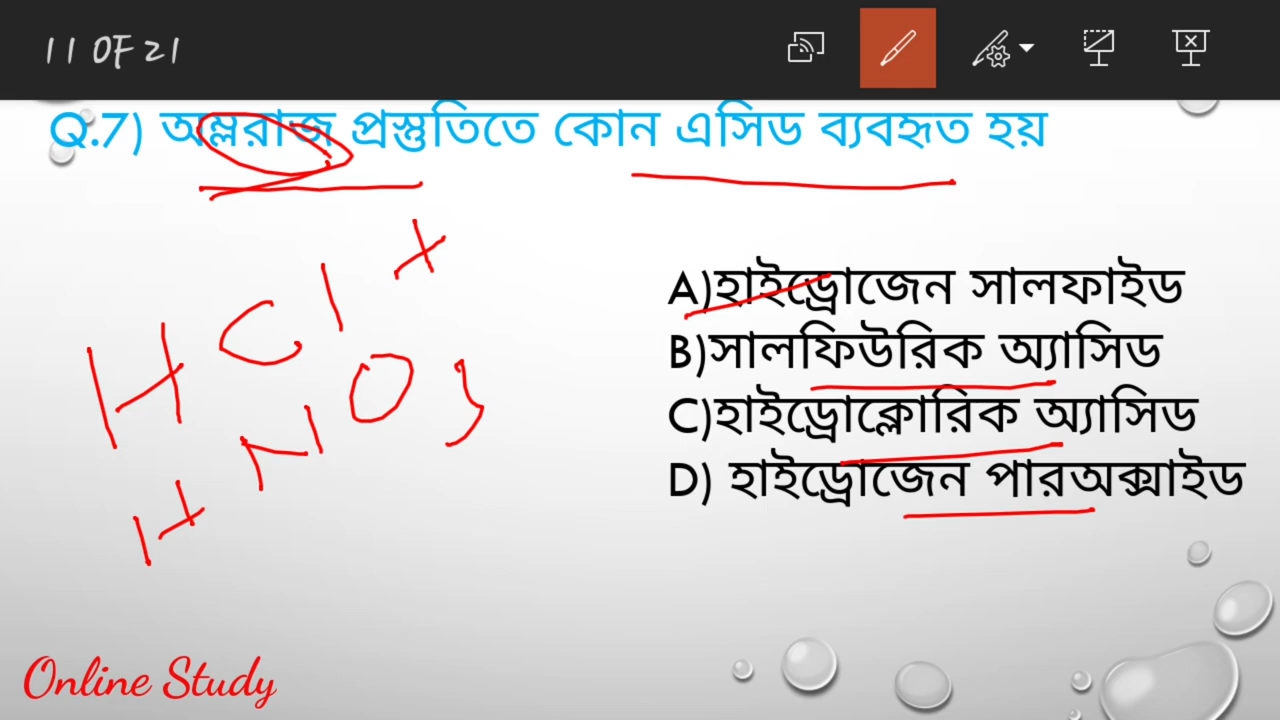 11 OF 21
Q.7) অম্লরাজ প্রস্তুতিতে কোন এসিড ব্যবহৃত হয়
HCl +
HNO3
A)হাইড্রোজেন সালফাইড
B)সালফিউরিক অ্যাসিড
C)হাইড্রোক্লোরিক অ্যাসিড
D) হাইড্রোজেন পারঅক্সাইড
Online Study